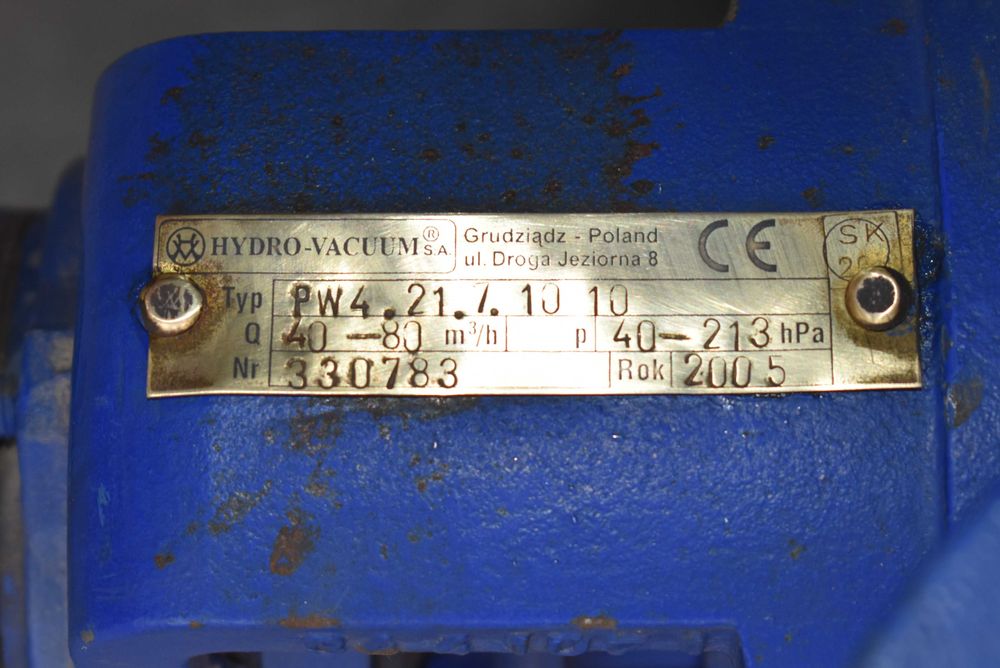 HYDRO-VACUUM® S.A.
Grudziądz - Poland
ul. Droga Jeziorna 8
CE
SK
20
Typ PW4.21.7.10 10
Q 40-80 m³/h p 40-213 hPa
Nr 330783 Rok 2005